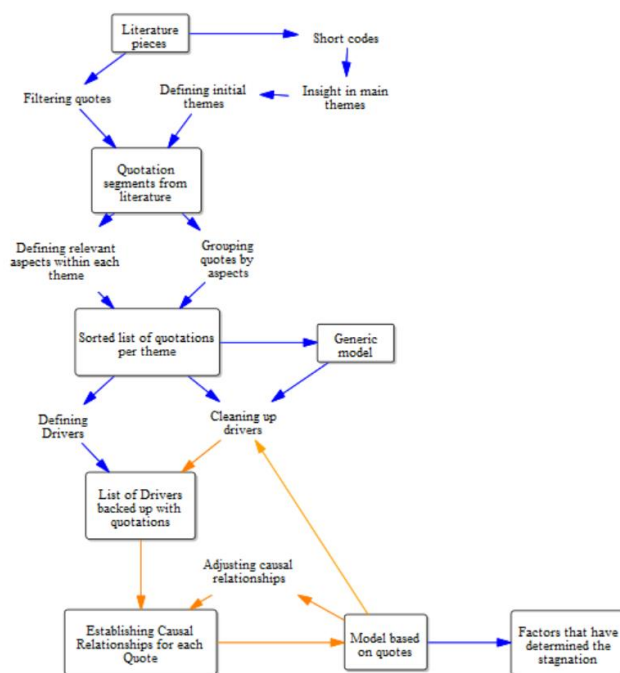 Literature
pieces
Short codes
Defining initial
themes
Insight in main
themes
Filtering quotes
Quotation
segments from
literature
Defining relevant
aspects within each
theme
Grouping
quotes by
aspects
Sorted list of quotations
per theme
Generic
model
Defining
Drivers
Cleaning up
drivers
List of Drivers
backed up with
quotations
Adjusting causal
relationships
Establishing Causal
Relationships for each
Quote
Model based
on quotes
Factors that have
determined the
stagnation